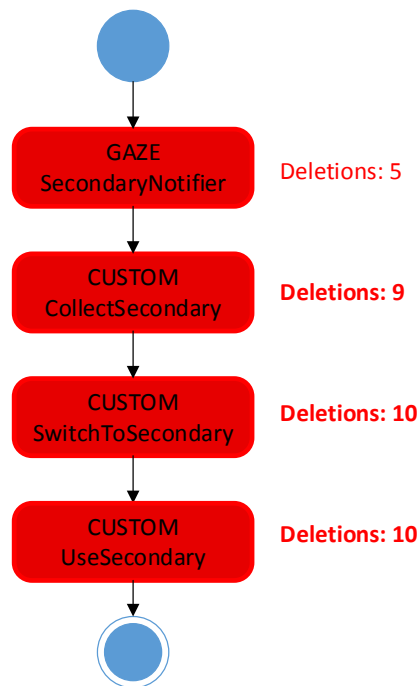 GAZE
SecondaryNotifier
Deletions: 5
CUSTOM
CollectSecondary
Deletions: 9
CUSTOM
SwitchToSecondary
Deletions: 10
CUSTOM
UseSecondary
Deletions: 10